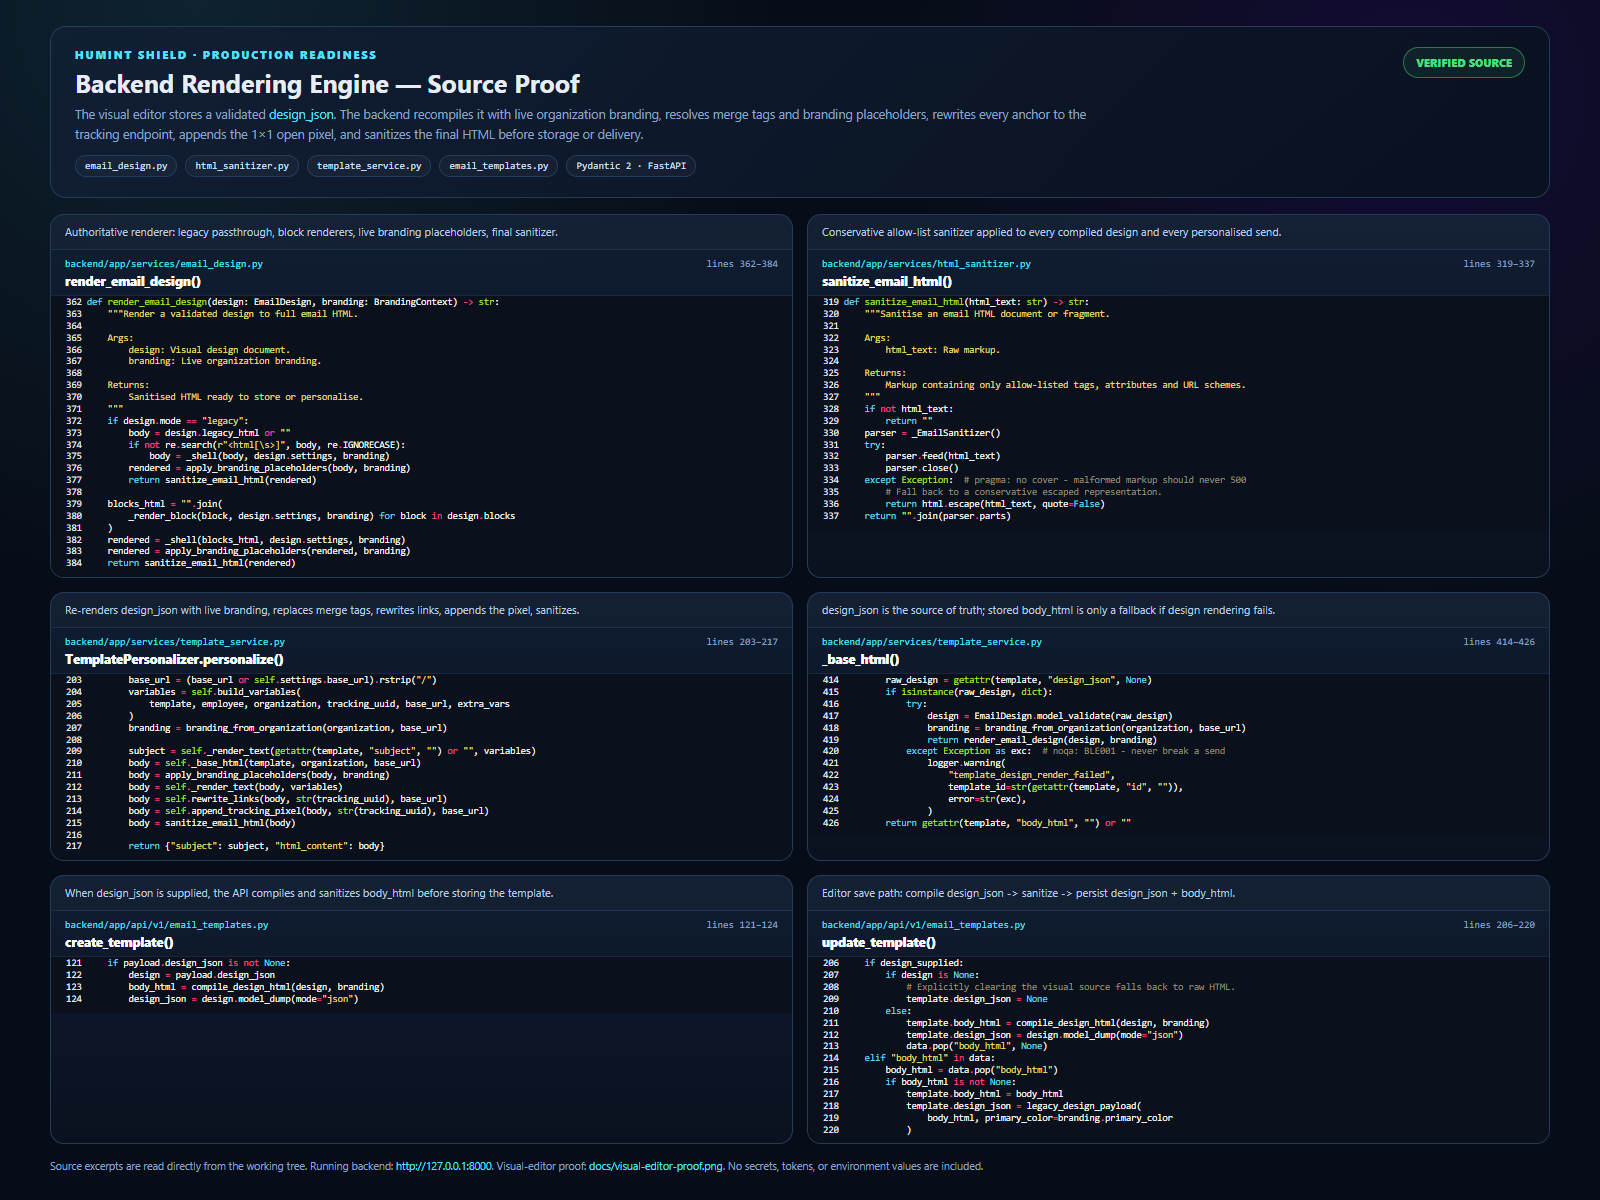 HUMINT SHIELD · PRODUCTION READINESS
Backend Rendering Engine — Source Proof
VERIFIED SOURCE
The visual editor stores a validated design_json. The backend recompiles it with live organization branding, resolves merge tags and branding placeholders, rewrites every anchor to the
tracking endpoint, appends the 1×1 open pixel, and sanitizes the final HTML before storage or delivery.
email_design.py
html_sanitizer.py
template_service.py
email_templates.py
Pydantic 2 · FastAPI
Authoritative renderer: legacy passthrough, block renderers, live branding placeholders, final sanitizer.
backend/app/services/email_design.py
lines 362–384
render_email_design()
362 def render_email_design(design: EmailDesign, branding: BrandingContext) -> str:
363     """Render a validated design to full email HTML.
364
365     Args:
366         design: Visual design document.
367         branding: Live organization branding.
368
369     Returns:
370         Sanitised HTML ready to store or personalise.
371     """
372     if design.mode == "legacy":
373         body = design.legacy_html or ""
374         if not re.search(r"<html[\s>]", body, re.IGNORECASE):
375             body = _shell(body, design.settings, branding)
376         rendered = apply_branding_placeholders(body, branding)
377         return sanitize_email_html(rendered)
378
379     blocks_html = "".join(
380         _render_block(block, design.settings, branding) for block in design.blocks
381     )
382     rendered = _shell(blocks_html, design.settings, branding)
383     rendered = apply_branding_placeholders(rendered, branding)
384     return sanitize_email_html(rendered)
Conservative allow-list sanitizer applied to every compiled design and every personalised send.
backend/app/services/html_sanitizer.py
lines 319–337
sanitize_email_html()
319 def sanitize_email_html(html_text: str) -> str:
320     """Sanitise an email HTML document or fragment.
321
322     Args:
323         html_text: Raw markup.
324
325     Returns:
326         Markup containing only allow-listed tags, attributes and URL schemes.
327     """
328     if not html_text:
329         return ""
330     parser = _EmailSanitizer()
331     try:
332         parser.feed(html_text)
333         parser.close()
334     except Exception:  # pragma: no cover - malformed markup should never 500
335         # Fall back to a conservative escaped representation.
336         return html.escape(html_text, quote=False)
337     return "".join(parser.parts)
Re-renders design_json with live branding, replaces merge tags, rewrites links, appends the pixel, sanitizes.
backend/app/services/template_service.py
lines 203–217
TemplatePersonalizer.personalize()
203         base_url = (base_url or self.settings.base_url).rstrip("/")
204         variables = self.build_variables(
205             template, employee, organization, tracking_uuid, base_url, extra_vars
206         )
207         branding = branding_from_organization(organization, base_url)
208
209         subject = self._render_text(getattr(template, "subject", "") or "", variables)
210         body = self._base_html(template, organization, base_url)
211         body = apply_branding_placeholders(body, branding)
212         body = self._render_text(body, variables)
213         body = self.rewrite_links(body, str(tracking_uuid), base_url)
214         body = self.append_tracking_pixel(body, str(tracking_uuid), base_url)
215         body = sanitize_email_html(body)
216
217         return {"subject": subject, "html_content": body}
design_json is the source of truth; stored body_html is only a fallback if design rendering fails.
backend/app/services/template_service.py
lines 414–426
_base_html()
414         raw_design = getattr(template, "design_json", None)
415         if isinstance(raw_design, dict):
416             try:
417                 design = EmailDesign.model_validate(raw_design)
418                 branding = branding_from_organization(organization, base_url)
419                 return render_email_design(design, branding)
420             except Exception as exc:  # noqa: BLE001 - never break a send
421                 logger.warning(
422                     "template_design_render_failed",
423                     template_id=str(getattr(template, "id", "")),
424                     error=str(exc),
425                 )
426         return getattr(template, "body_html", "") or ""
When design_json is supplied, the API compiles and sanitizes body_html before storing the template.
backend/app/api/v1/email_templates.py
lines 121–124
create_template()
121     if payload.design_json is not None:
122         design = payload.design_json
123         body_html = compile_design_html(design, branding)
124         design_json = design.model_dump(mode="json")
Editor save path: compile design_json -> sanitize -> persist design_json + body_html.
backend/app/api/v1/email_templates.py
lines 206–220
update_template()
206     if design_supplied:
207         if design is None:
208             # Explicitly clearing the visual source falls back to raw HTML.
209             template.design_json = None
210         else:
211             template.body_html = compile_design_html(design, branding)
212             template.design_json = design.model_dump(mode="json")
213             data.pop("body_html", None)
214     elif "body_html" in data:
215         body_html = data.pop("body_html")
216         if body_html is not None:
217             template.body_html = body_html
218             template.design_json = legacy_design_payload(
219                 body_html, primary_color=branding.primary_color
220             )
Source excerpts are read directly from the working tree. Running backend: http://127.0.0.1:8000. Visual-editor proof: docs/visual-editor-proof.png. No secrets, tokens, or environment values are included.